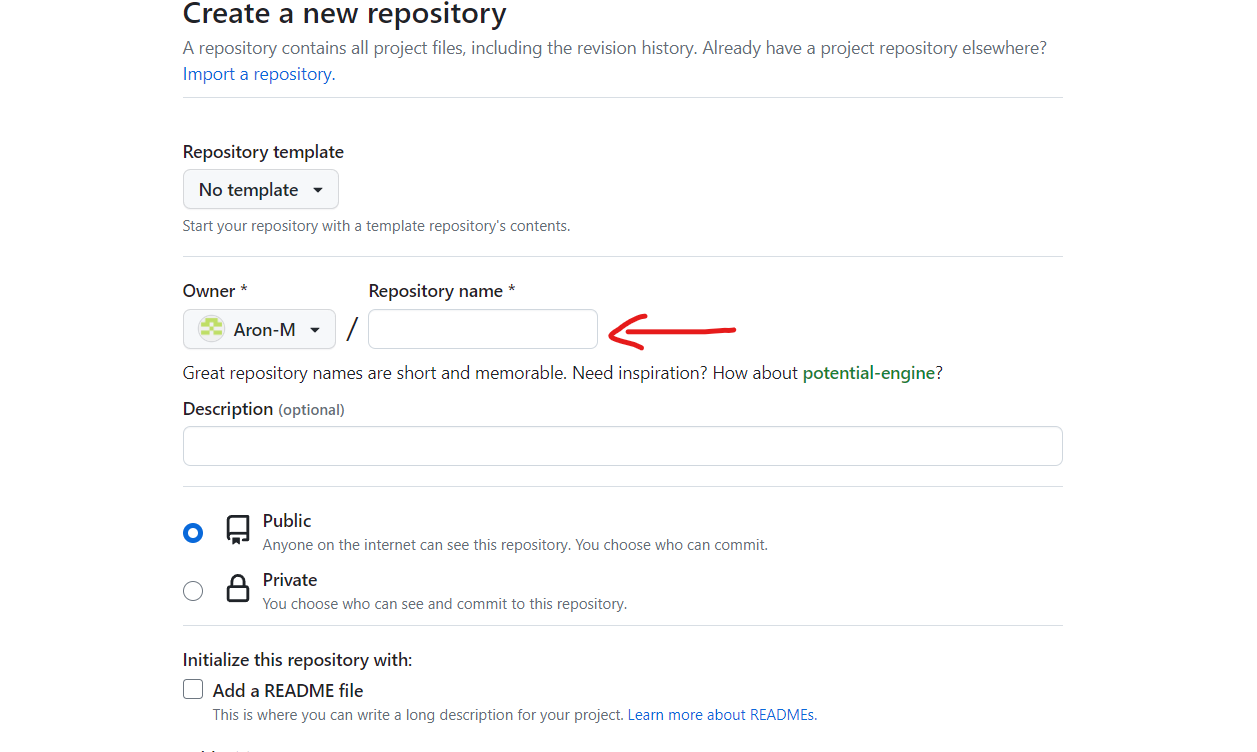 Create a new repository
A repository contains all project files, including the revision history. Already have a project repository elsewhere?
Import a repository.
Repository template
No template
Start your repository with a template repository's contents.
Owner * Repository name *
Aron-M /
Great repository names are short and memorable. Need inspiration? How about potential-engine?
Description (optional)
Public
Anyone on the internet can see this repository. You choose who can commit.
Private
You choose who can see and commit to this repository.
Initialize this repository with:
Add a README file
This is where you can write a long description for your project. Learn more about READMEs.